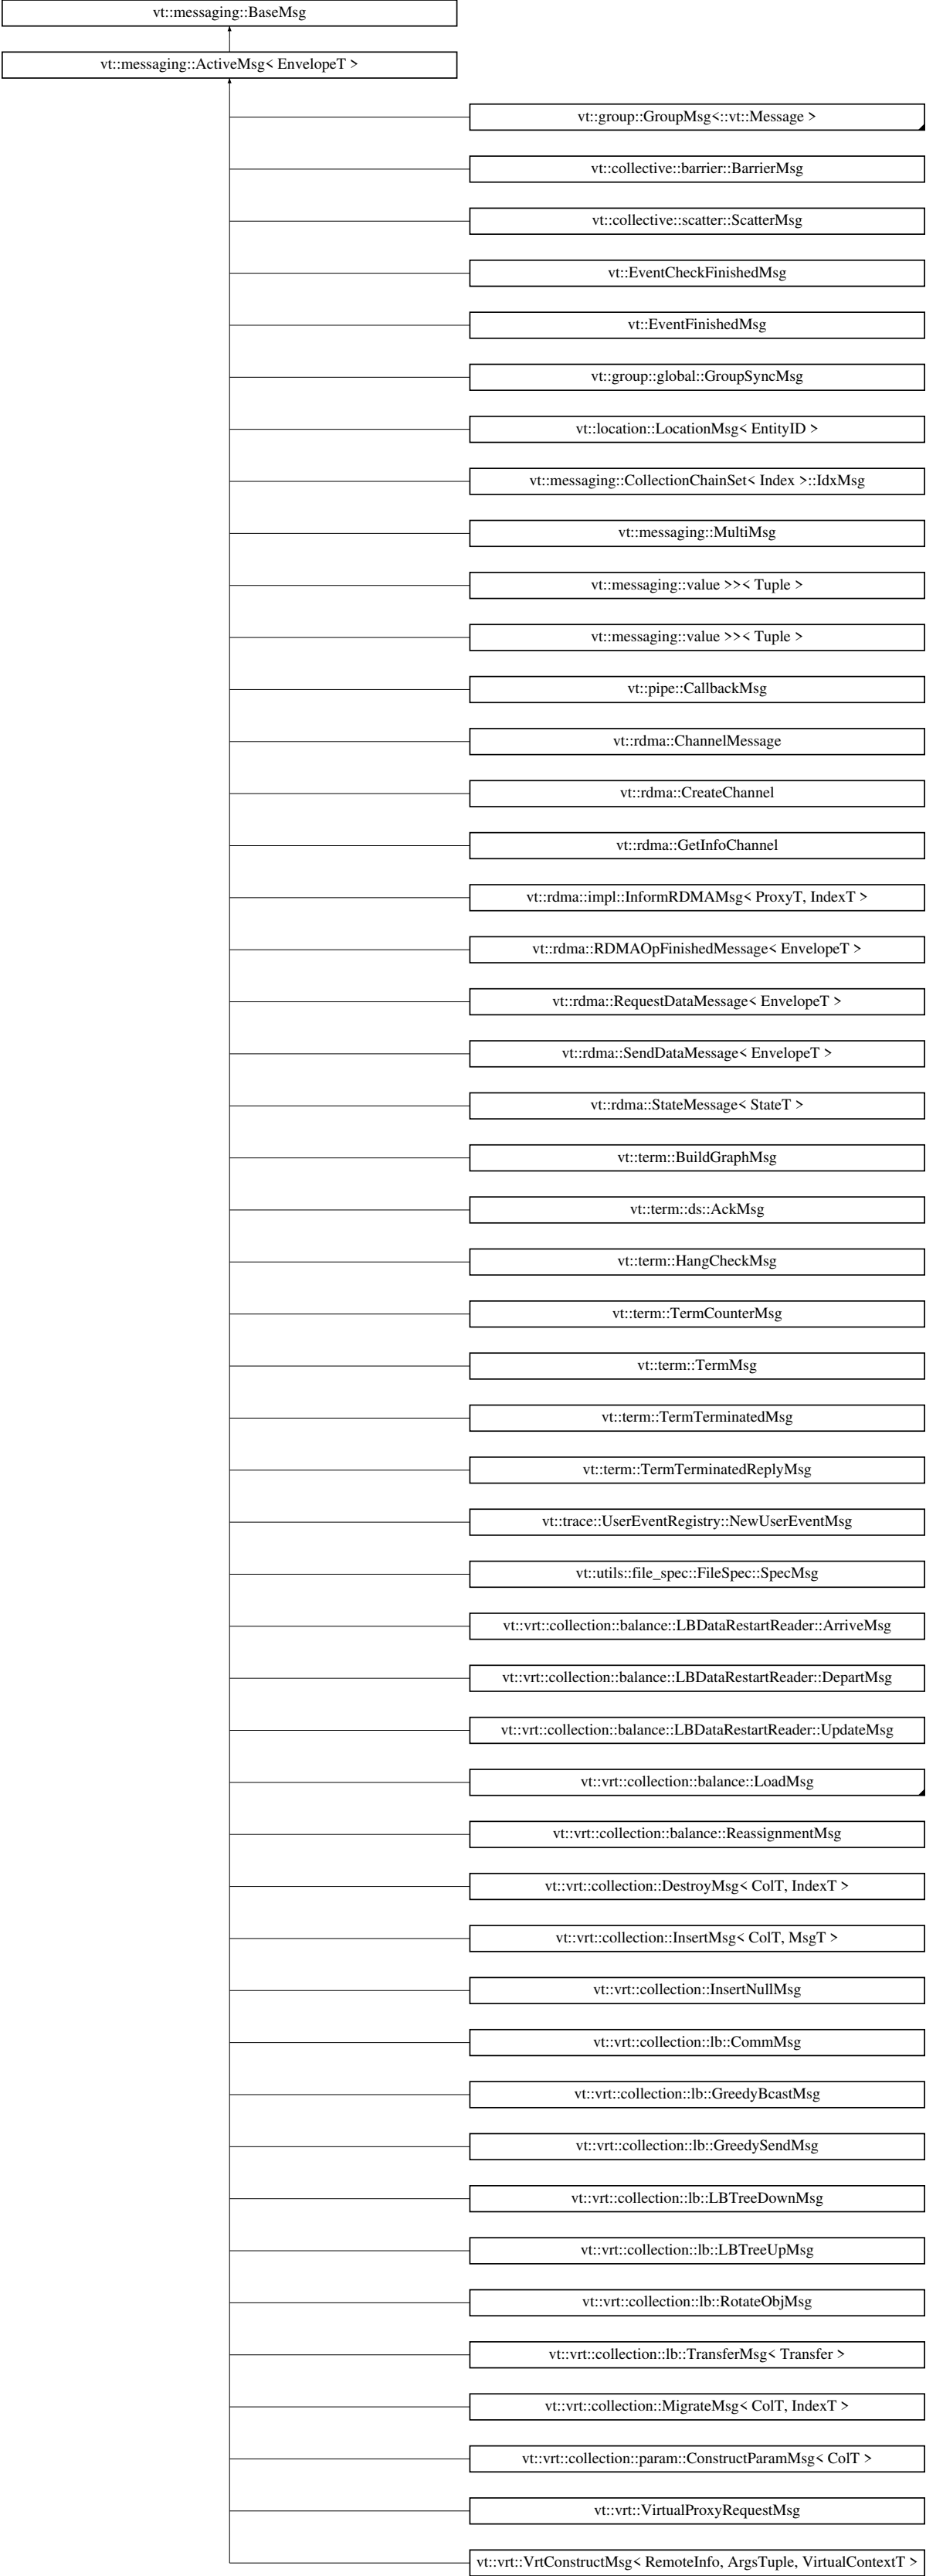 vt::messaging::BaseMsg
vt::messaging::ActiveMsg< EnvelopeT >
vt::group::GroupMsg<::vt::Message >
vt::collective::barrier::BarrierMsg
vt::collective::scatter::ScatterMsg
vt::EventCheckFinishedMsg
vt::EventFinishedMsg
vt::group::global::GroupSyncMsg
vt::location::LocationMsg< EntityID >
vt::messaging::CollectionChainSet< Index >::IdxMsg
vt::messaging::MultiMsg
vt::messaging::value >>< Tuple >
vt::messaging::value >>< Tuple >
vt::pipe::CallbackMsg
vt::rdma::ChannelMessage
vt::rdma::CreateChannel
vt::rdma::GetInfoChannel
vt::rdma::impl::InformRDMAMsg< ProxyT, IndexT >
vt::rdma::RDMAOpFinishedMessage< EnvelopeT >
vt::rdma::RequestDataMessage< EnvelopeT >
vt::rdma::SendDataMessage< EnvelopeT >
vt::rdma::StateMessage< StateT >
vt::term::BuildGraphMsg
vt::term::ds::AckMsg
vt::term::HangCheckMsg
vt::term::TermCounterMsg
vt::term::TermMsg
vt::term::TermTerminatedMsg
vt::term::TermTerminatedReplyMsg
vt::trace::UserEventRegistry::NewUserEventMsg
vt::utils::file_spec::FileSpec::SpecMsg
vt::vrt::collection::balance::LBDataRestartReader::ArriveMsg
vt::vrt::collection::balance::LBDataRestartReader::DepartMsg
vt::vrt::collection::balance::LBDataRestartReader::UpdateMsg
vt::vrt::collection::balance::LoadMsg
vt::vrt::collection::balance::ReassignmentMsg
vt::vrt::collection::DestroyMsg< ColT, IndexT >
vt::vrt::collection::InsertMsg< ColT, MsgT >
vt::vrt::collection::InsertNullMsg
vt::vrt::collection::lb::CommMsg
vt::vrt::collection::lb::GreedyBcastMsg
vt::vrt::collection::lb::GreedySendMsg
vt::vrt::collection::lb::LBTreeDownMsg
vt::vrt::collection::lb::LBTreeUpMsg
vt::vrt::collection::lb::RotateObjMsg
vt::vrt::collection::lb::TransferMsg< Transfer >
vt::vrt::collection::MigrateMsg< ColT, IndexT >
vt::vrt::collection::param::ConstructParamMsg< ColT >
vt::vrt::VirtualProxyRequestMsg
vt::vrt::VrtConstructMsg< RemoteInfo, ArgsTuple, VirtualContextT >